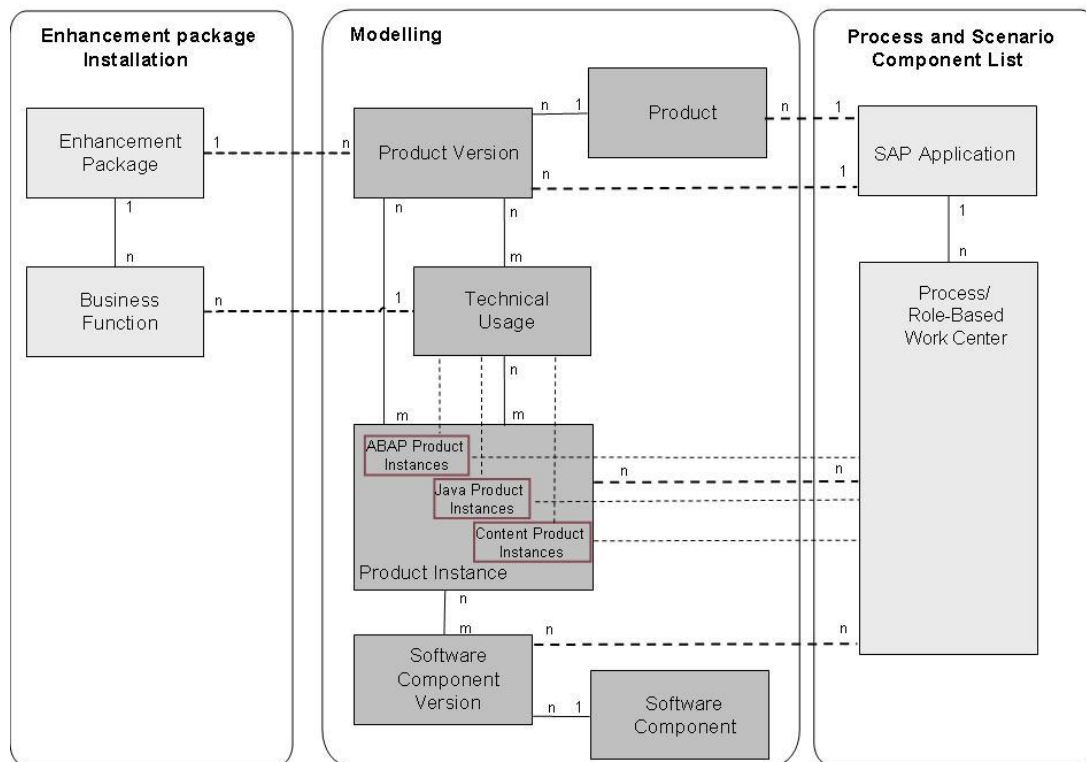 Enhancement package
Installation
Modelling
Process and Scenario
Component List
Enhancement
Package
1
n
Product Version
n
1
Product
n
1
SAP Application
n
1
1
n
n
n
1
n
m
Business
Function
n
1
Technical
Usage
Process/
Role-Based
Work Center
n
m
m
ABAP Product
Instances
Java Product
Instances
Content Product
Instances
Product Instance
n
n
n
m
Software
Component
Version
n
n
n
1
Software
Component